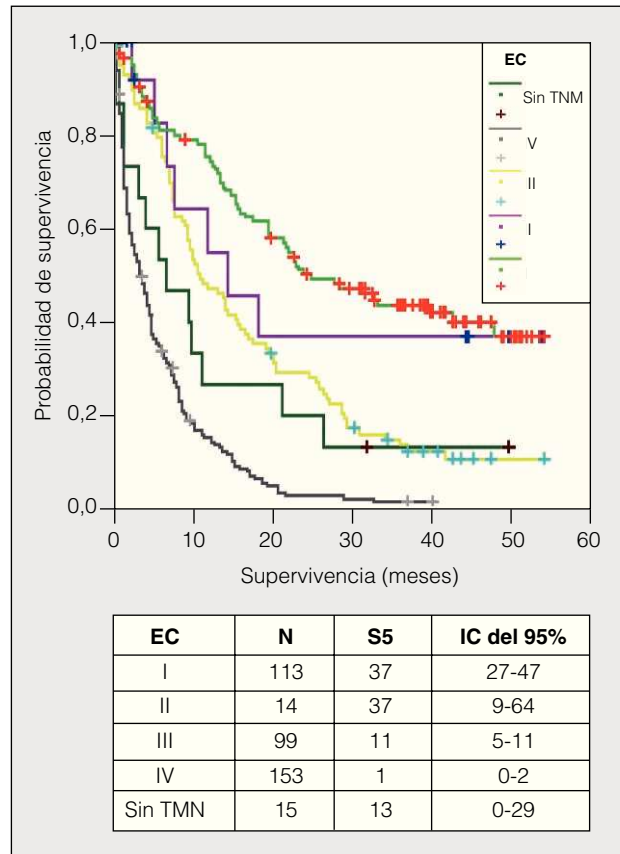 1,0
0,8
0,6
0,4
0,2
0,0
Probabilidad de supervivencia
0 10 20 30 40 50 60
Supervivencia (meses)
EC
Sin TNM
V
II
I
I
EC N S5 IC del 95%
I 113 37 27-47
II 14 37 9-64
III 99 11 5-11
IV 153 1 0-2
Sin TMN 15 13 0-29